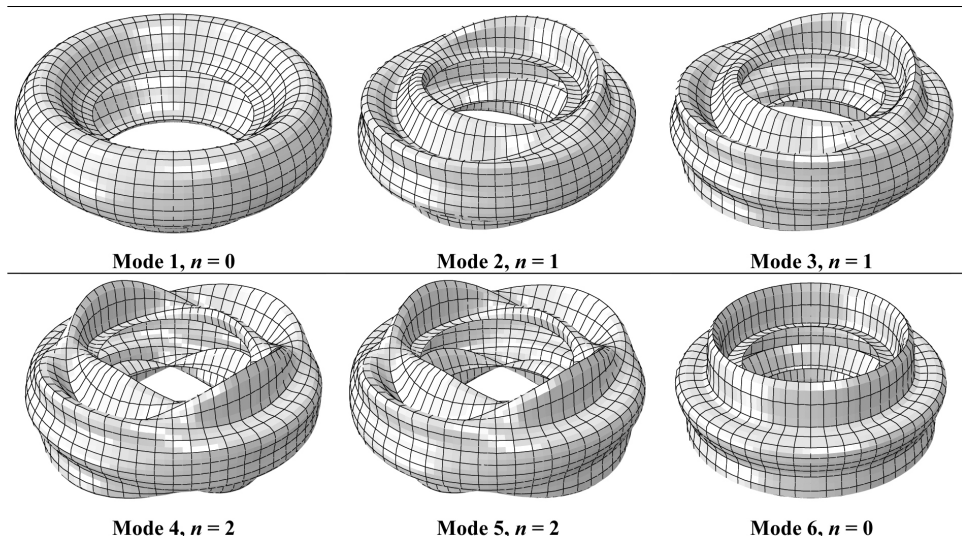 Mode 1, n = 0
Mode 2, n = 1
Mode 3, n = 1
Mode 4, n = 2
Mode 5, n = 2
Mode 6, n = 0